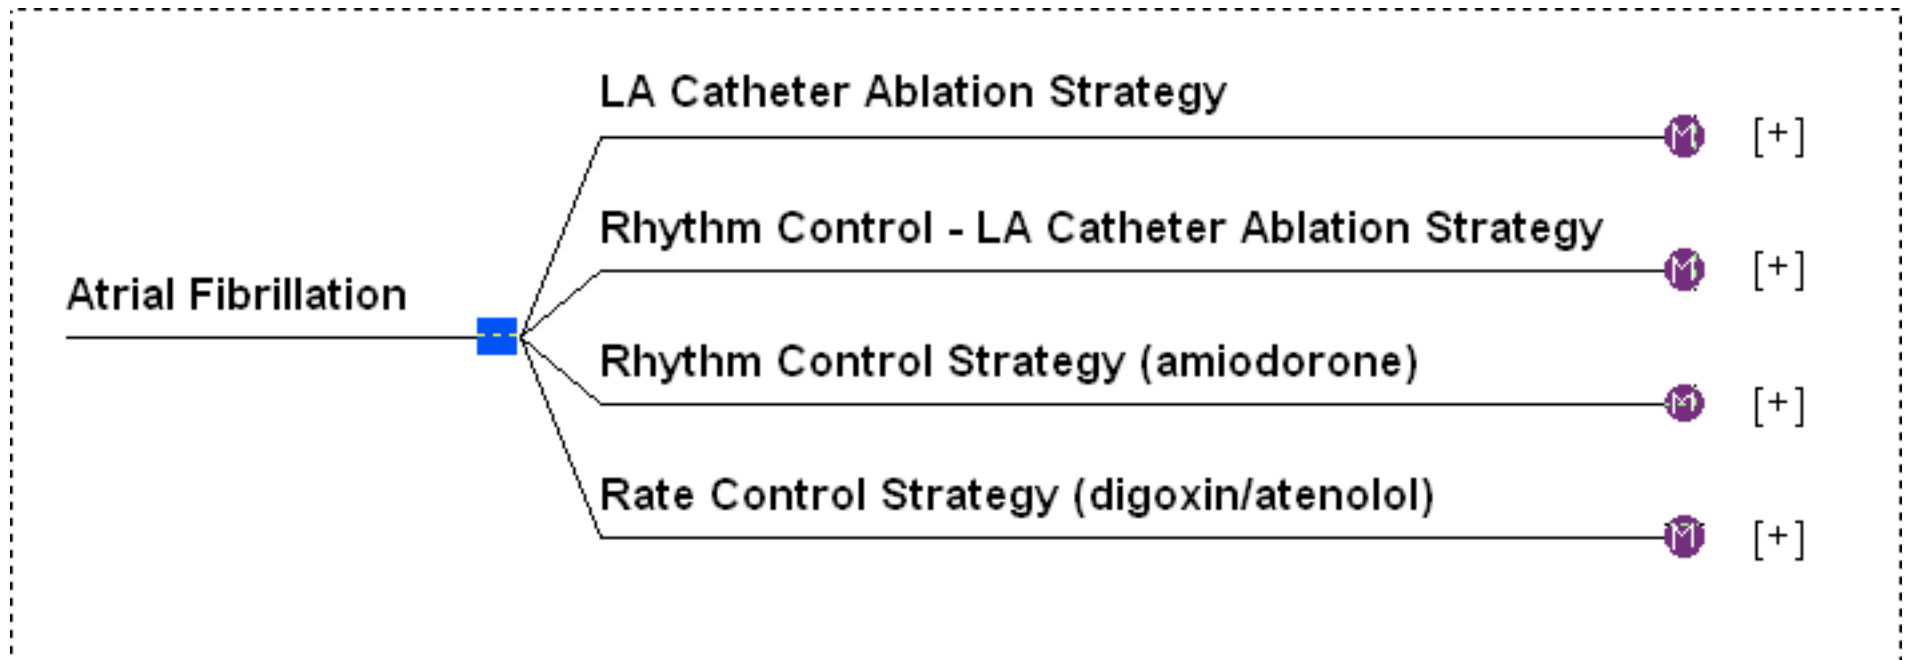 LA Catheter Ablation Strategy
M [+]
Rhythm Control - LA Catheter Ablation Strategy
M [+]
Atrial Fibrillation
Rhythm Control Strategy (amiodorone)
M [+]
Rate Control Strategy (digoxin/atenolol)
M [+]